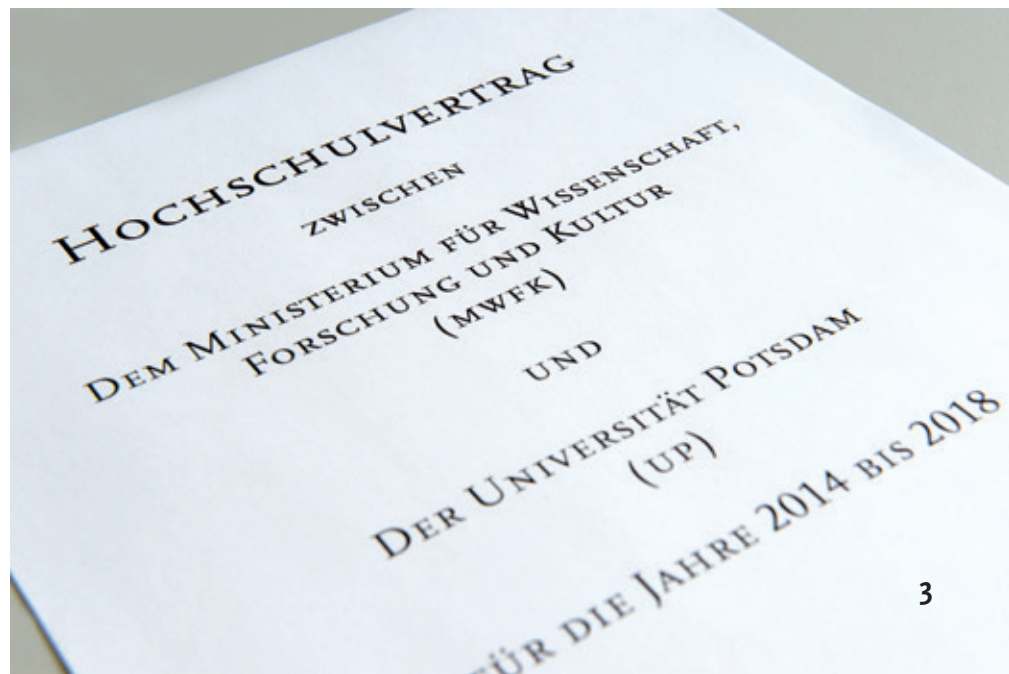 Hochschulvertrag
zwischen
Dem Ministerium für Wissenschaft,
Forschung und Kultur
(MWFK)
und
Der Universität Potsdam
(UP)
für die Jahre 2014 bis 2018
3